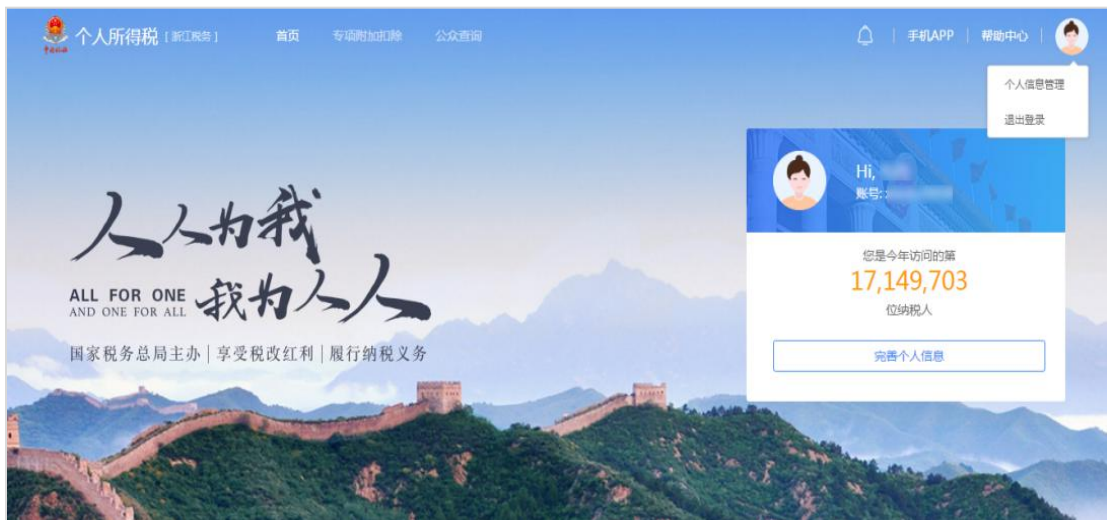 个人所得税 [ 浙江税务 ] 首页 专项附加扣除 公众查询 手机APP 帮助中心
个人信息管理
退出登录
Hi,
账号:
人人为我
ALL FOR ONE
AND ONE FOR ALL
我为人人
国家税务总局主办 | 享受税改红利 | 履行纳税义务
您是今年访问的第
17,149,703
位纳税人
完善个人信息